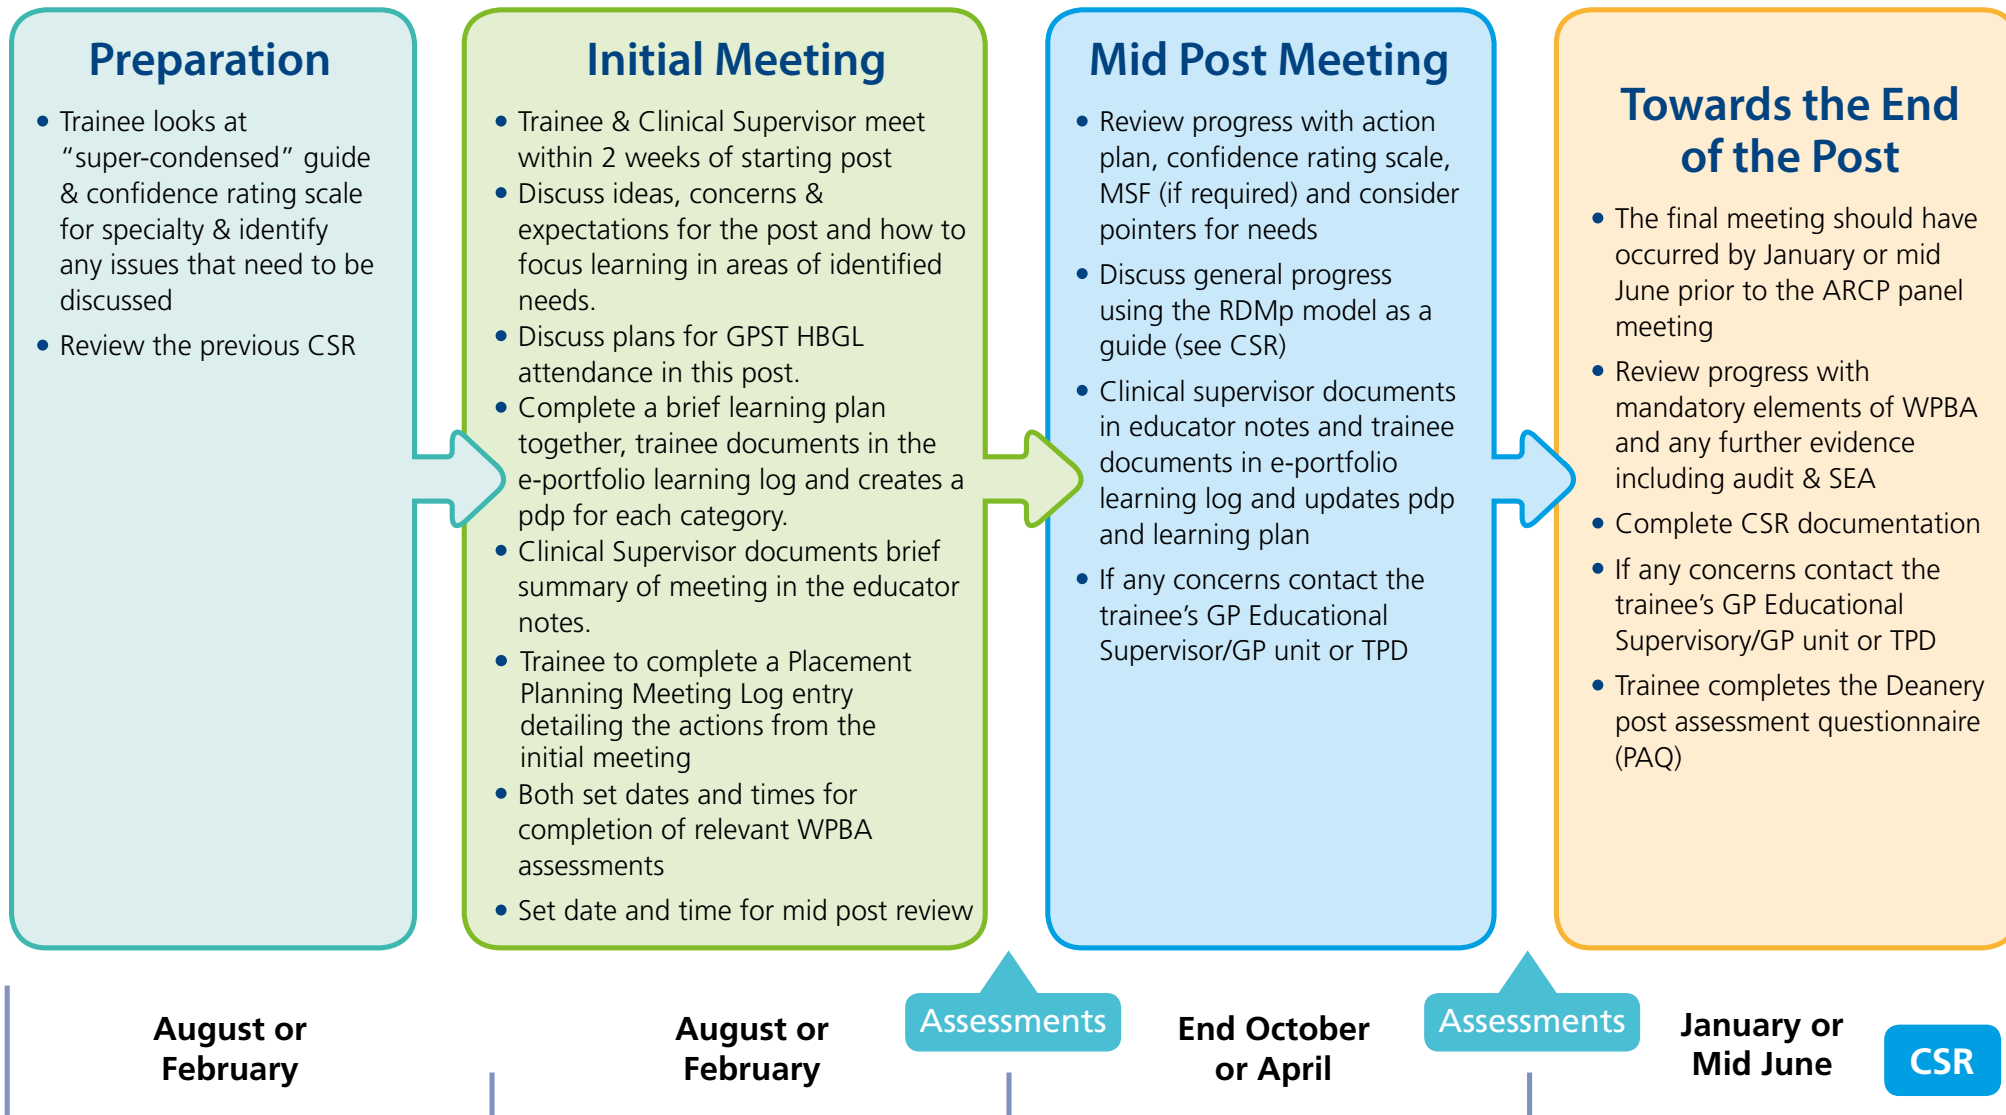 Preparation
• Trainee looks at
“super-condensed” guide
& confidence rating scale
for specialty & identify
any issues that need to be
discussed
• Review the previous CSR
Initial Meeting
• Trainee & Clinical Supervisor meet
within 2 weeks of starting post
• Discuss ideas, concerns &
expectations for the post and how to
focus learning in areas of identified
needs.
• Discuss plans for GPST HBGL
attendance in this post.
• Complete a brief learning plan
together, trainee documents in the
e-portfolio learning log and creates a
pdp for each category.
• Clinical Supervisor documents brief
summary of meeting in the educator
notes.
• Trainee to complete a Placement
Planning Meeting Log entry
detailing the actions from the
initial meeting
• Both set dates and times for
completion of relevant WPBA
assessments
• Set date and time for mid post review
Mid Post Meeting
• Review progress with action
plan, confidence rating scale,
MSF (if required) and consider
pointers for needs
• Discuss general progress
using the RDMp model as a
guide (see CSR)
• Clinical supervisor documents
in educator notes and trainee
documents in e-portfolio
learning log and updates pdp
and learning plan
• If any concerns contact the
trainee’s GP Educational
Supervisor/GP unit or TPD
Towards the End
of the Post
• The final meeting should have
occurred by January or mid
June prior to the ARCP panel
meeting
• Review progress with
mandatory elements of WPBA
and any further evidence
including audit & SEA
• Complete CSR documentation
• If any concerns contact the
trainee’s GP Educational
Supervisory/GP unit or TPD
• Trainee completes the Deanery
post assessment questionnaire
(PAQ)
August or
February
August or
February
Assessments
End October
or April
Assessments
January or
Mid June
CSR